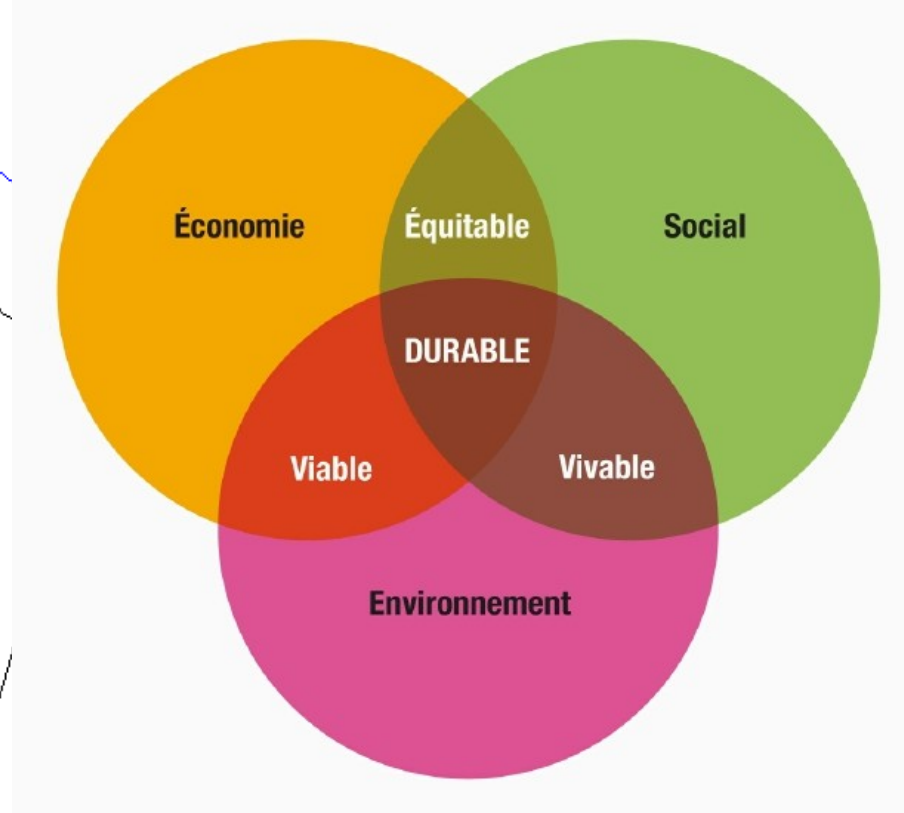 Économie
Équitable
Social
DURABLE
Viable
Vivable
Environnement